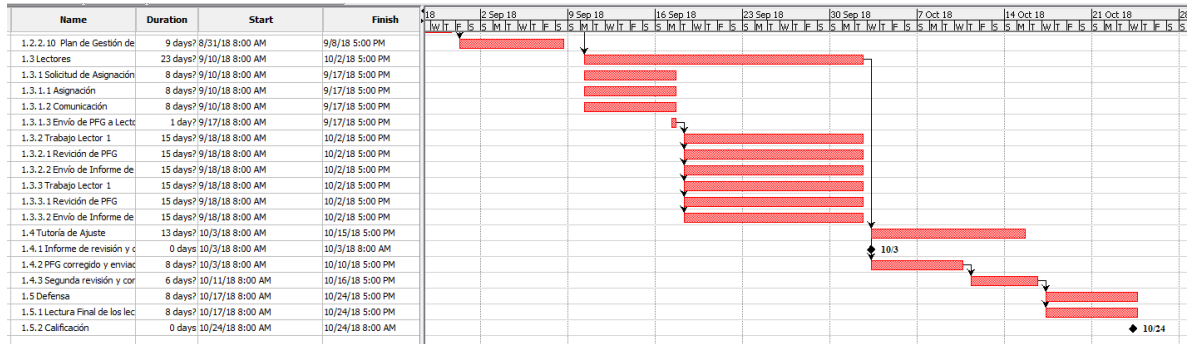 Name Duration Start Finish 18 2 Sep 18 9 Sep 18 16 Sep 18 23 Sep 18 30 Sep 18 7 Oct 18 14 Oct 18 21 Oct 18 28
W T F S S M T W T F S S M T W T F S S M T W T F S S M T W T F S S M T W T F S S M T W T F S S M T W T F S S M T W T F S S
1.2.2.10 Plan de Gestión de 9 days? 8/31/18 8:00 AM 9/8/18 5:00 PM
1.3 Lectores 23 days? 9/10/18 8:00 AM 10/2/18 5:00 PM
1.3.1 Solicitud de Asignación 8 days? 9/10/18 8:00 AM 9/17/18 5:00 PM
1.3.1.1 Asignación 8 days? 9/10/18 8:00 AM 9/17/18 5:00 PM
1.3.1.2 Comunicación 8 days? 9/10/18 8:00 AM 9/17/18 5:00 PM
1.3.1.3 Envío de PFG a Lecto 1 day? 9/17/18 8:00 AM 9/17/18 5:00 PM
1.3.2 Trabajo Lector 1 15 days? 9/18/18 8:00 AM 10/2/18 5:00 PM
1.3.2.1 Revición de PFG 15 days? 9/18/18 8:00 AM 10/2/18 5:00 PM
1.3.2.2 Envío de Informe de 15 days? 9/18/18 8:00 AM 10/2/18 5:00 PM
1.3.3 Trabajo Lector 1 15 days? 9/18/18 8:00 AM 10/2/18 5:00 PM
1.3.3.1 Revición de PFG 15 days? 9/18/18 8:00 AM 10/2/18 5:00 PM
1.3.3.2 Envío de Informe de 15 days? 9/18/18 8:00 AM 10/2/18 5:00 PM
1.4 Tutoría de Ajuste 13 days? 10/3/18 8:00 AM 10/15/18 5:00 PM
1.4.1 Informe de revisión y c 0 days 10/3/18 8:00 AM 10/3/18 8:00 AM 10/3
1.4.2 PFG corregido y enviad 8 days? 10/3/18 8:00 AM 10/10/18 5:00 PM
1.4.3 Segunda revisión y cor 6 days? 10/11/18 8:00 AM 10/16/18 5:00 PM
1.5 Defensa 8 days? 10/17/18 8:00 AM 10/24/18 5:00 PM
1.5.1 Lectura Final de los lec 8 days? 10/17/18 8:00 AM 10/24/18 5:00 PM
1.5.2 Calificación 0 days 10/24/18 8:00 AM 10/24/18 8:00 AM 10/24